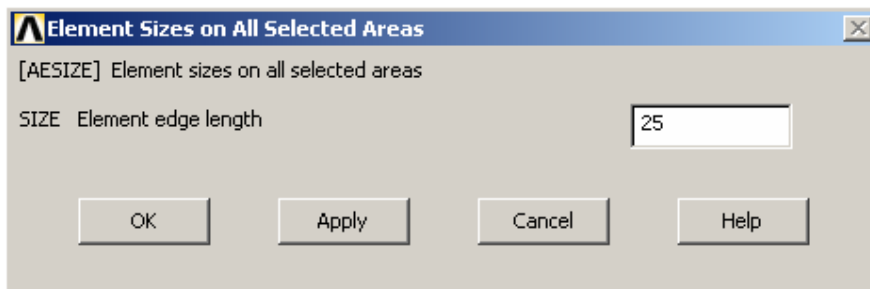 Element Sizes on All Selected Areas
[AESIZE] Element sizes on all selected areas
SIZE Element edge length 25
OK Apply Cancel Help